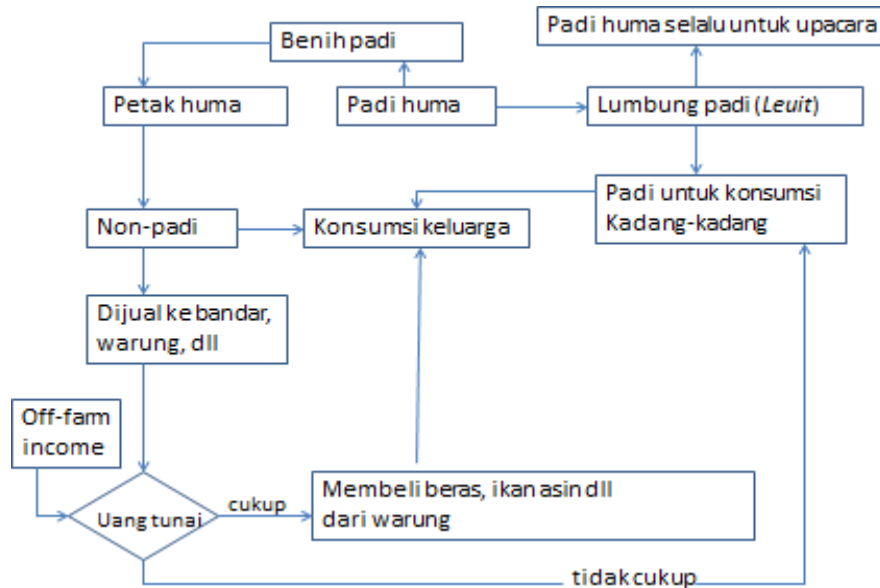 Benih padi
Padi huma selalu untuk upacara
Petak huma
Padi huma
Lumbung padi (Leuit)
Padi untuk konsumsi
Kadang-kadang
Non-padi
Konsumsi keluarga
Dijual ke bandar,
warung, dll
Off-farm
income
Uang tunai
cukup
Membeli beras, ikan asin dll
dari warung
tidak cukup